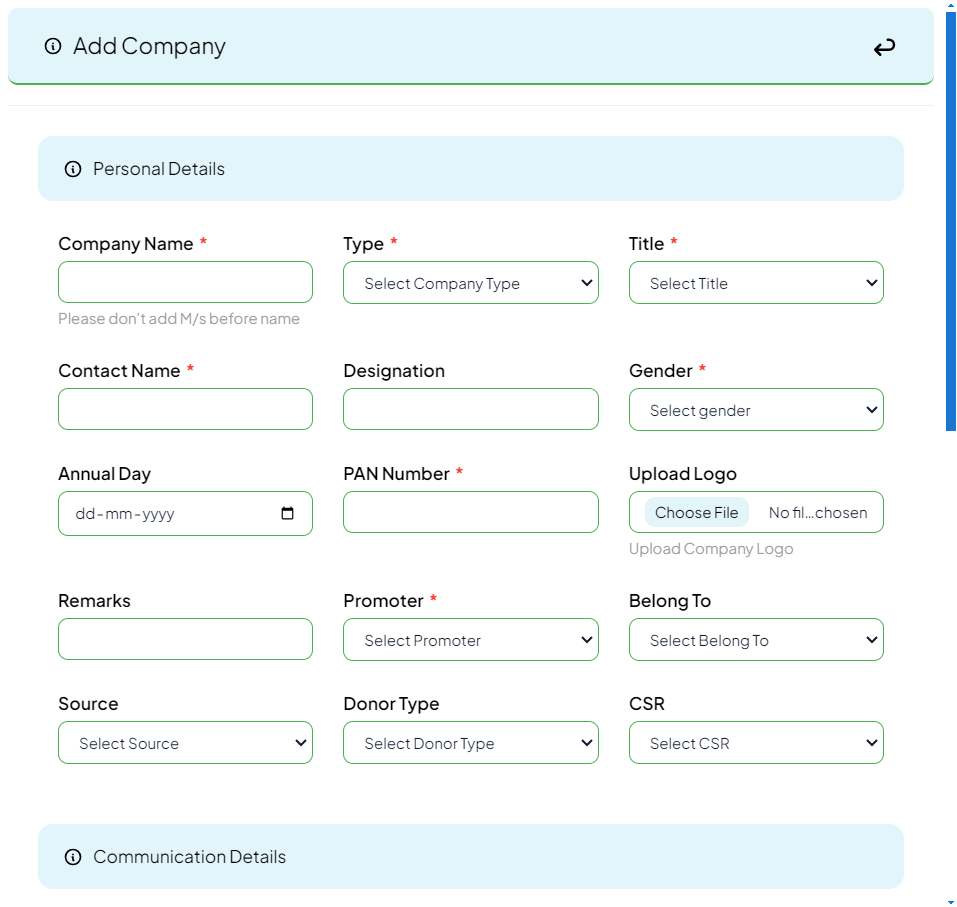 Add Company
Personal Details
Company Name * Type * Title *
Select Company Type Select Title
Please don't add M/s before name
Contact Name * Designation Gender *
Select gender
Annual Day PAN Number * Upload Logo
dd-mm-yyyy Choose File No fil...chosen
Upload Company Logo
Remarks Promoter * Belong To
Select Promoter Select Belong To
Source Donor Type CSR
Select Source Select Donor Type Select CSR
Communication Details